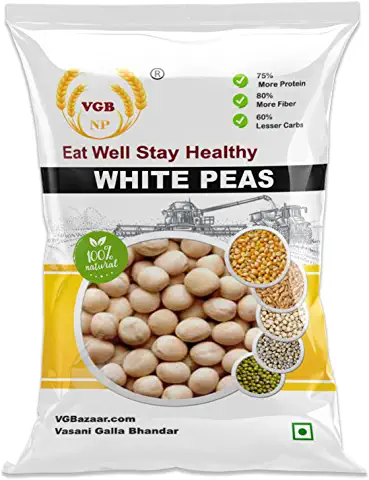 VGB
NP
®
75%
More Protein
80%
More Fiber
60%
Lesser Carbs
Eat Well Stay Healthy
WHITE PEAS
100%
natural
VGBazaar.com
Vasani Galla Bhandar